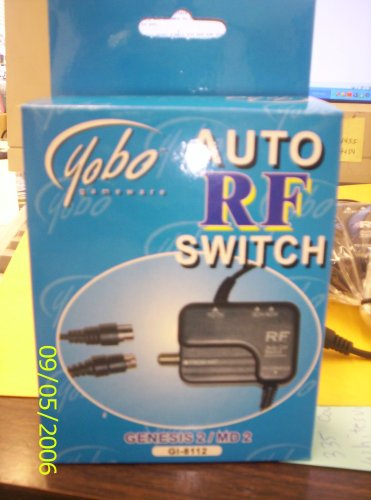 Yobo
gameware
AUTO
RF
SWITCH
RF
GENESIS 2 / MD 2
GI-8112
09/05/2006